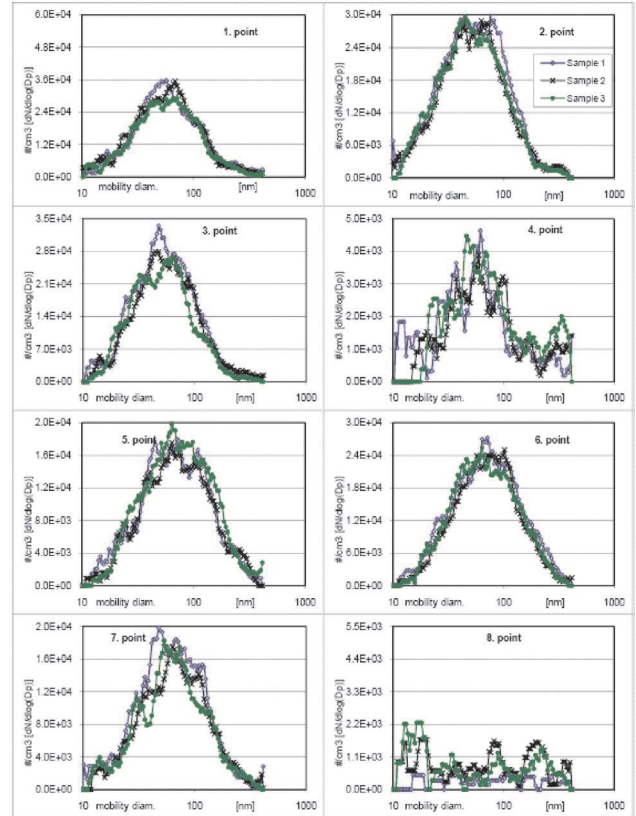 1. point
#/cm3 [dN/dlog(Dp)]
6.0E+04
4.8E+04
3.6E+04
2.4E+04
1.2E+04
0.0E+00
10 mobility diam. 100 [nm] 1000
2. point
#/cm3 [dN/dlog(Dp)]
3.0E+04
2.4E+04
1.8E+04
1.2E+04
6.0E+03
0.0E+00
Sample 1
Sample 2
Sample 3
10 mobility diam. 100 [nm] 1000
3. point
#/cm3 [dN/dlog(Dp)]
3.5E+04
2.8E+04
2.1E+04
1.4E+04
7.0E+03
0.0E+00
10 mobility diam. 100 [nm] 1000
4. point
#/cm3 [dN/dlog(Dp)]
5.0E+03
4.0E+03
3.0E+03
2.0E+03
1.0E+03
0.0E+00
10 mobility diam. 100 [nm] 1000
5. point
#/cm3 [dN/dlog(Dp)]
2.0E+04
1.6E+04
1.2E+04
8.0E+03
4.0E+03
0.0E+00
10 mobility diam. 100 [nm] 1000
6. point
#/cm3 [dN/dlog(Dp)]
3.0E+04
2.4E+04
1.8E+04
1.2E+04
6.0E+03
0.0E+00
10 mobility diam. 100 [nm] 1000
7. point
#/cm3 [dN/dlog(Dp)]
2.0E+04
1.6E+04
1.2E+04
8.0E+03
4.0E+03
0.0E+00
10 mobility diam. 100 [nm] 1000
8. point
#/cm3 [dN/dlog(Dp)]
5.5E+03
4.4E+03
3.3E+03
2.2E+03
1.1E+03
0.0E+00
10 mobility diam. 100 [nm] 1000